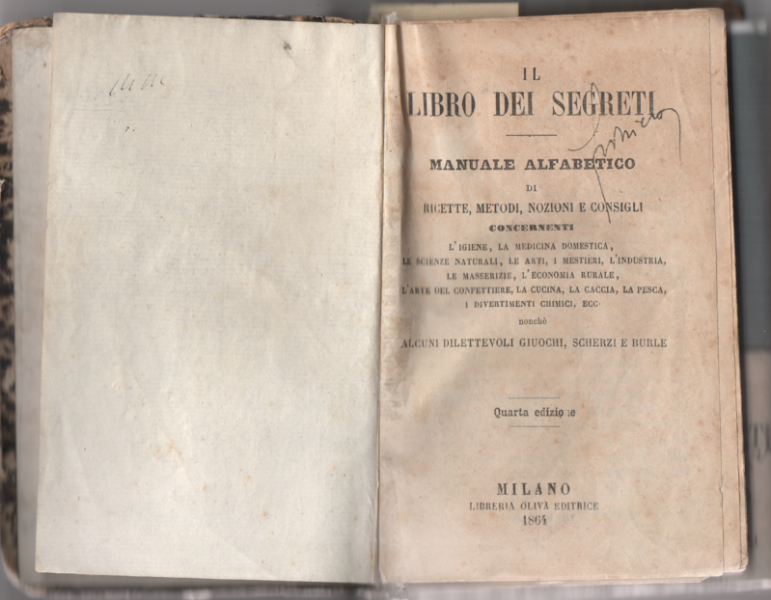 IL
LIBRO DEI SEGRETI
MANUALE ALFABETICO
DI
RICETTE, METODI, NOZIONI E CONSIGLI
CONCERNENTI
L'IGIENE, LA MEDICINA DOMESTICA,
LE SCIENZE NATURALI, LE ARTI, I MESTIERI, L'INDUSTRIA,
LE MASSERIZIE, L'ECONOMIA RURALE,
L'ARTE DEL CONFETTIERE, LA CUCINA, LA CACCIA, LA PESCA,
I DIVERTIMENTI CHIMICI, ECC.
nonchè
ALCUNI DILETTEVOLI GIUOCHI, SCHERZI E BURLE
Quarta edizione
MILANO
LIBRERIA OLIVA EDITRICE
1864